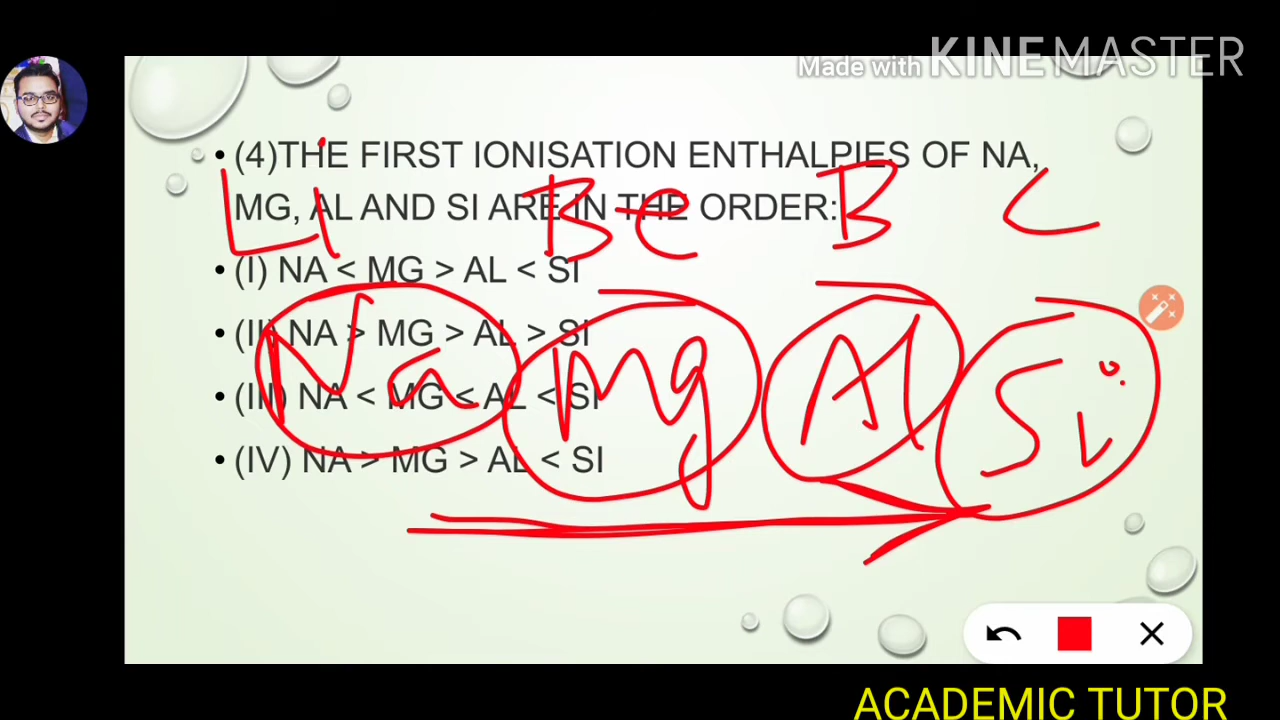 Made with KINEMASTER
• (4)THE FIRST IONISATION ENTHALPIES OF NA,
MG, AL AND SI ARE IN THE ORDER:
• (I) NA < MG > AL < SI
• (II) NA > MG > AL > SI
• (III) NA < MG < AL < SI
• (IV) NA > MG > AL < SI
Li Be B C
Na Mg Al Si
ACADEMIC TUTOR